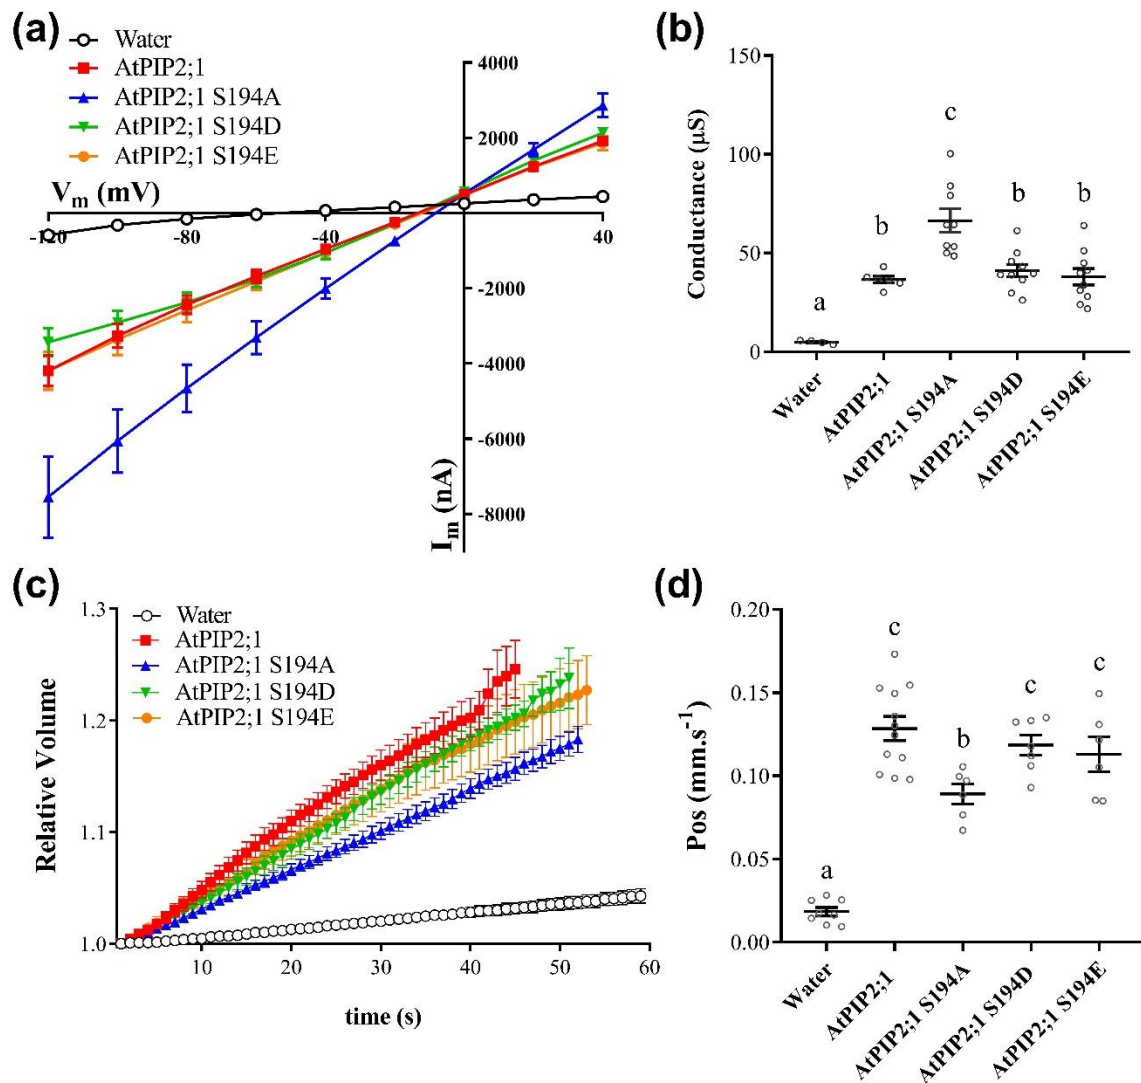 (a)
Water
AtPIP2;1
AtPIP2;1 S194A
AtPIP2;1 S194D
AtPIP2;1 S194E
Vm (mV)
-120
-80
-40
40
4000
2000
-2000
-4000
-6000
-8000
Im (nA)
(b)
Conductance (µS)
150
100
50
0
a
b
c
b
b
Water
AtPIP2;1
AtPIP2;1 S194A
AtPIP2;1 S194D
AtPIP2;1 S194E
(c)
Water
AtPIP2;1
AtPIP2;1 S194A
AtPIP2;1 S194D
AtPIP2;1 S194E
Relative Volume
1.3
1.2
1.1
1.0
10
20
30
40
50
60
time (s)
(d)
Pos (mm.s⁻¹)
0.20
0.15
0.10
0.05
0.00
a
c
b
c
c
Water
AtPIP2;1
AtPIP2;1 S194A
AtPIP2;1 S194D
AtPIP2;1 S194E